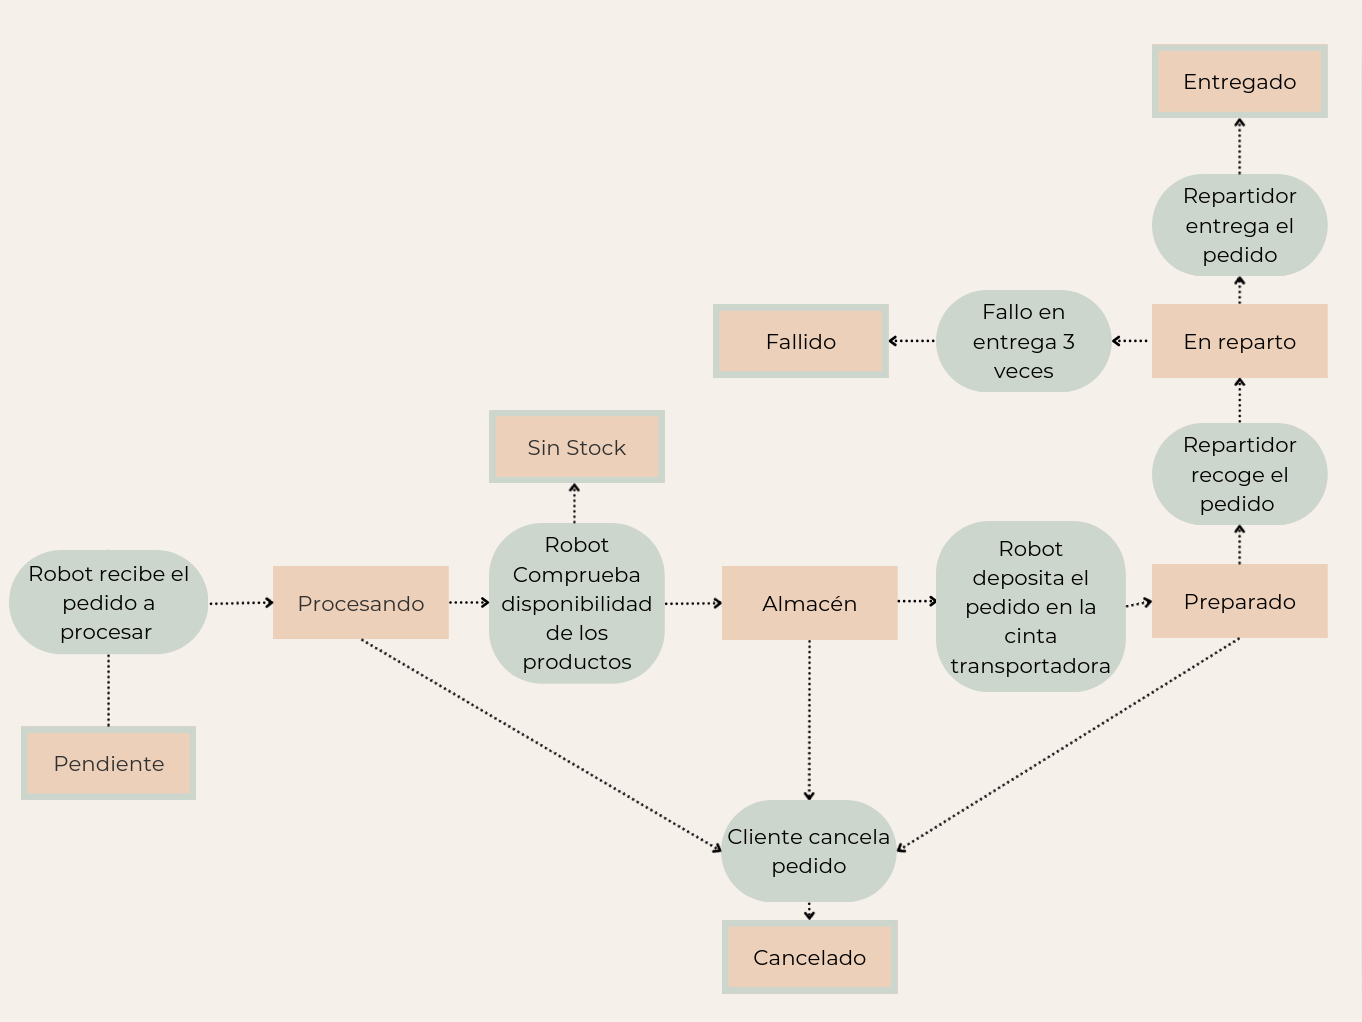 Entregado
Repartidor
entrega el
pedido
Fallido
Fallo en
entrega 3
veces
En reparto
Sin Stock
Repartidor
recoge el
pedido
Robot recibe el
pedido a
procesar
Procesando
Robot
Comprueba
disponibilidad
de los
productos
Almacén
Robot
deposita el
pedido en la
cinta
transportadora
Preparado
Pendiente
Cliente cancela
pedido
Cancelado